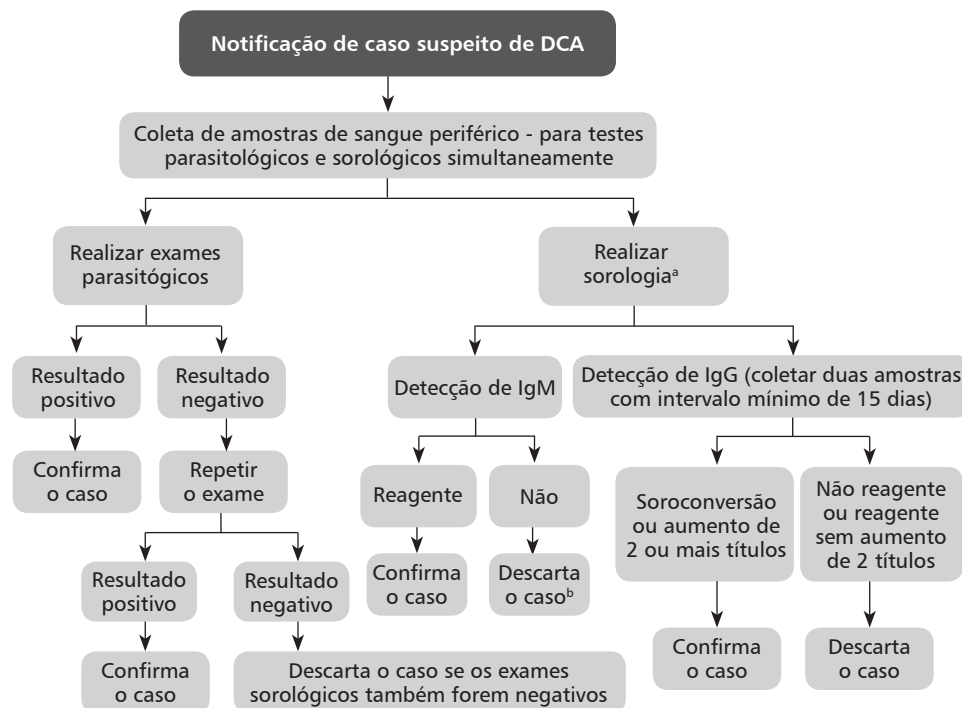 Notificação de caso suspeito de DCA
Coleta de amostras de sangue periférico - para testes
parasitológicos e sorológicos simultaneamente
Realizar exames
parasitógicos
Realizar
sorologiaᵃ
Resultado
positivo
Resultado
negativo
Detecção de IgM
Detecção de IgG (coletar duas amostras
com intervalo mínimo de 15 dias)
Confirma
o caso
Repetir
o exame
Reagente
Não
Soroconversão
ou aumento de
2 ou mais títulos
Não reagente
ou reagente
sem aumento
de 2 títulos
Resultado
positivo
Resultado
negativo
Confirma
o caso
Descarta
o casoᵇ
Confirma
o caso
Descarta o caso se os exames
sorológicos também forem negativos
Confirma
o caso
Descarta
o caso